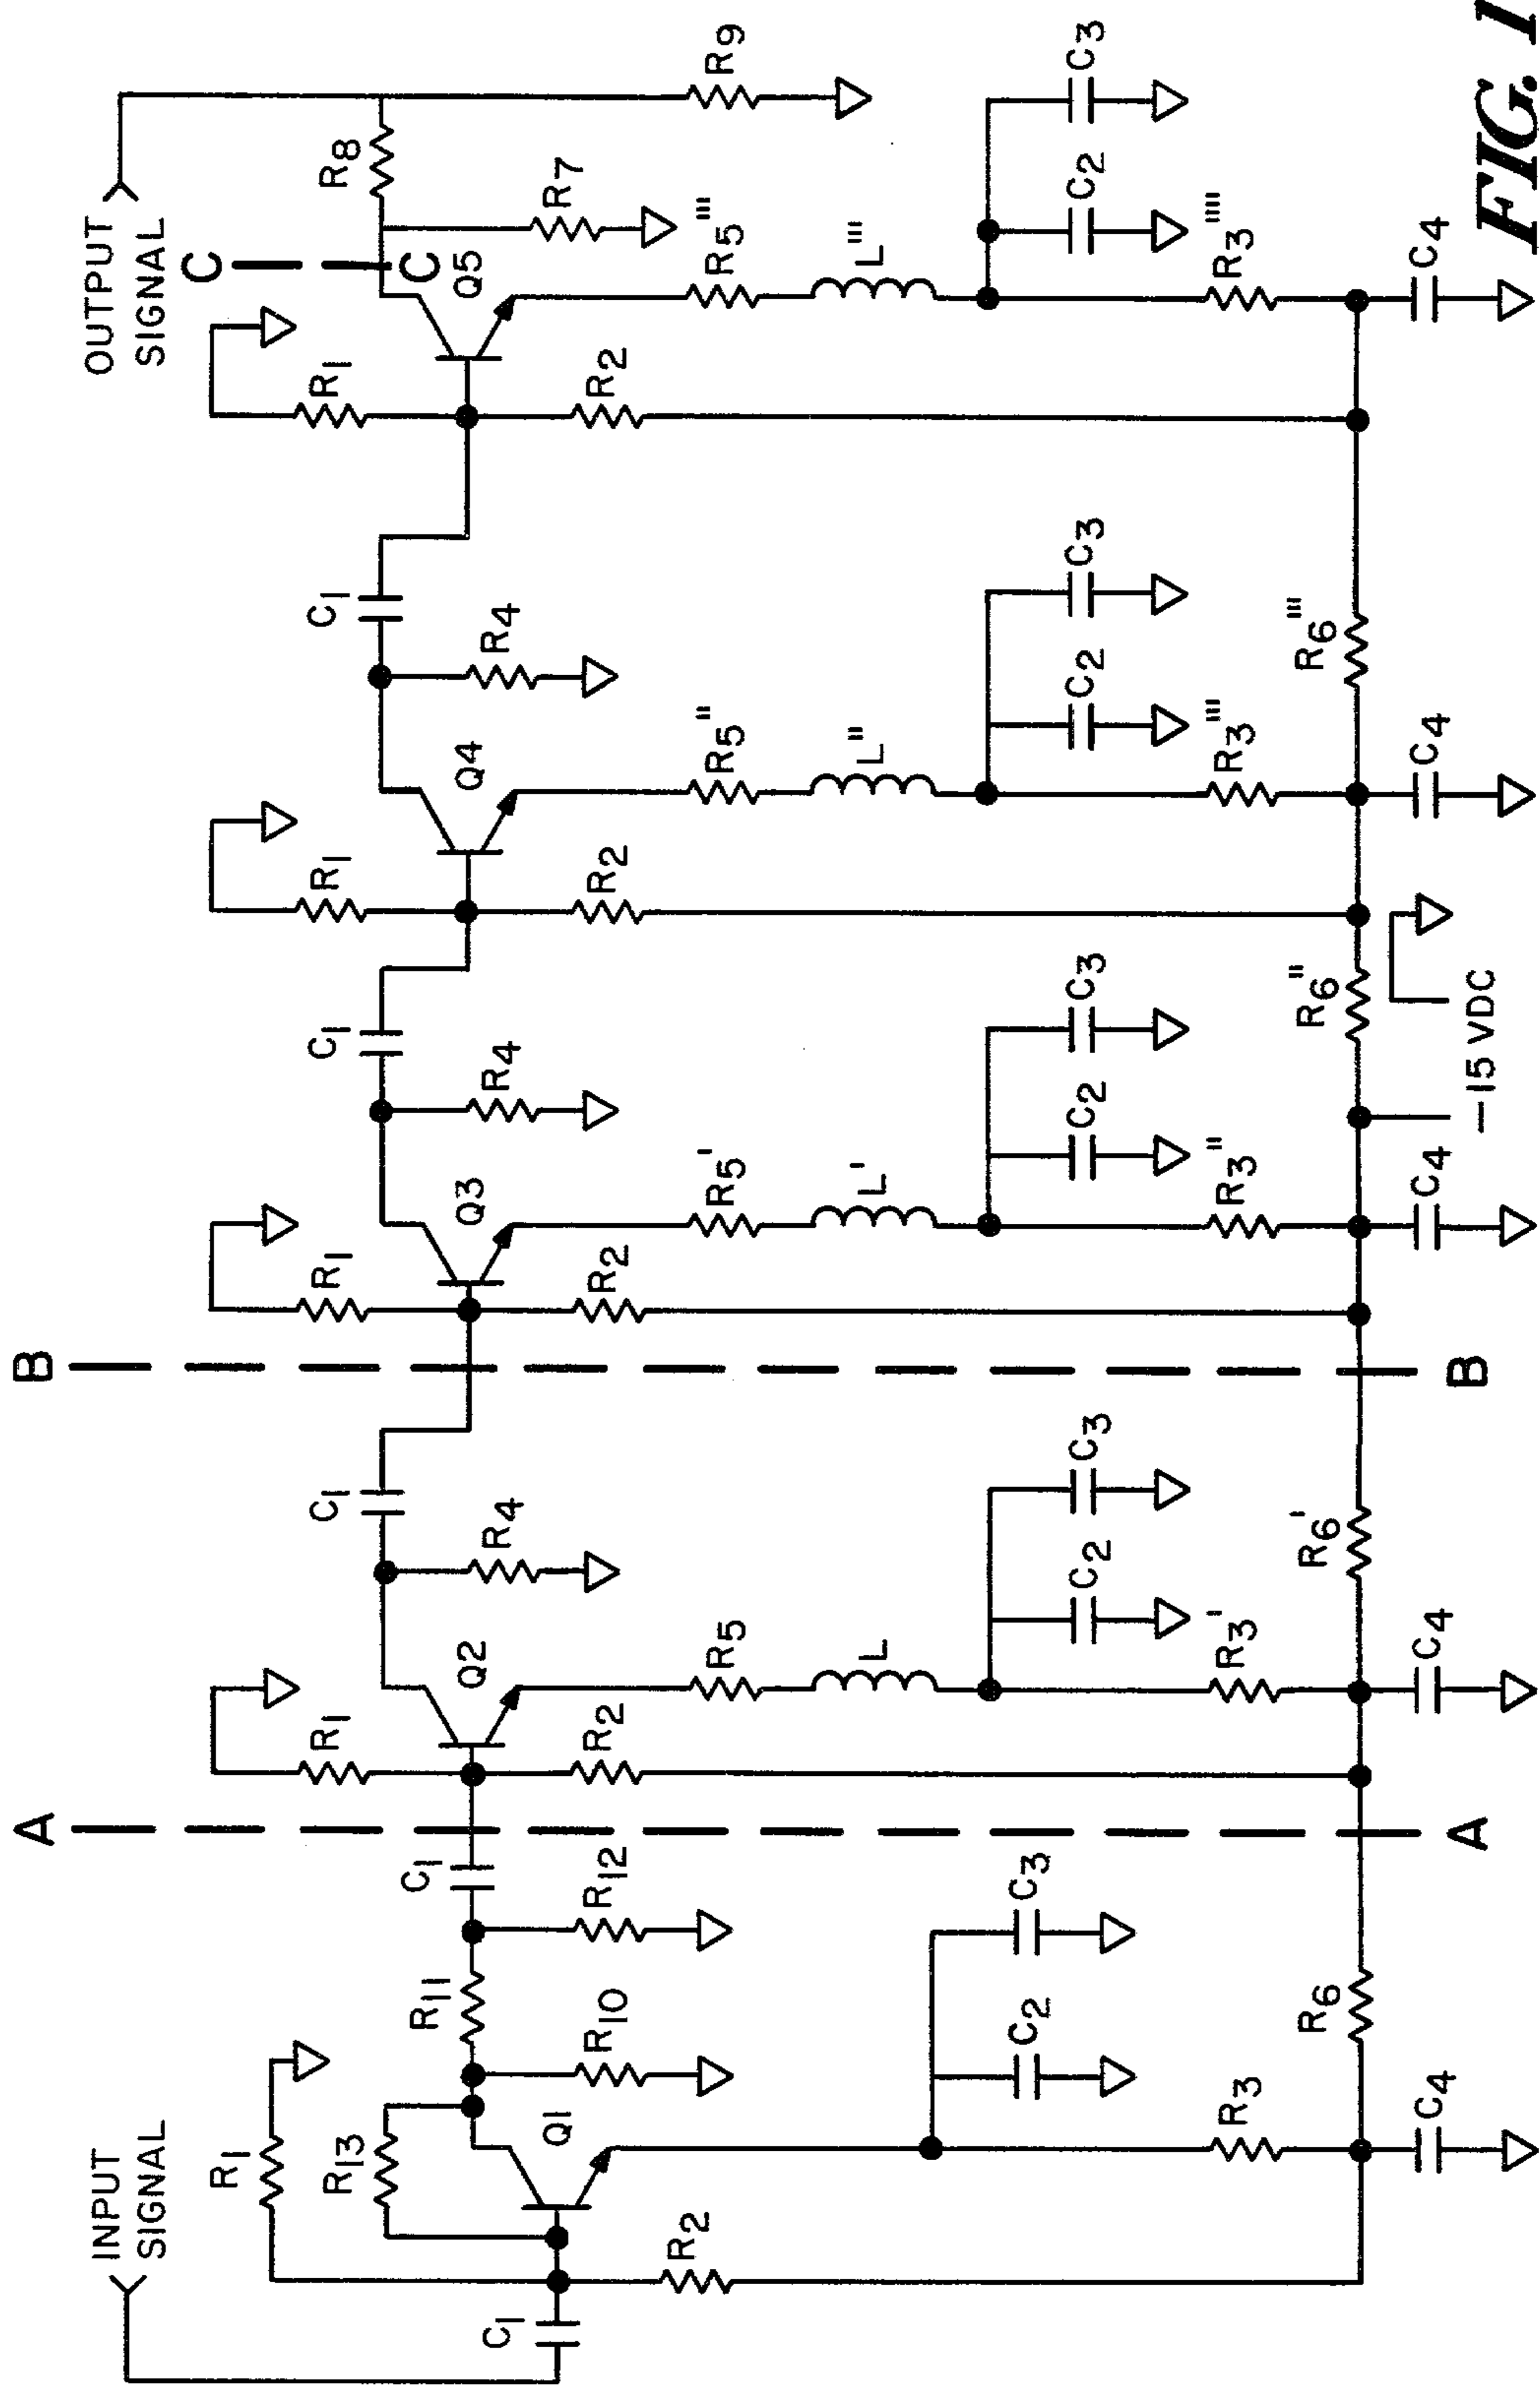 INPUT
SIGNAL
C1
R1
R13
R2
Q1
R10
R11
R12
C1
C2
C3
R3
R6
C4
A
A
R1
R2
Q2
R4
C1
R5
L
C2
C3
R3'
R6'
C4
B
B
R1
R2
Q3
R4
C1
R5'
L'
C2
C3
R3"
R6"
C4
–15 VDC
R1
R2
Q4
R4
C1
R5"
L"
C2
C3
R3'''
R6'''
C4
R1
R2
Q5
C
C
OUTPUT
SIGNAL
R8
R7
R9
R5'''
L'''
C2
C3
R3''''
C4
FIG. 1